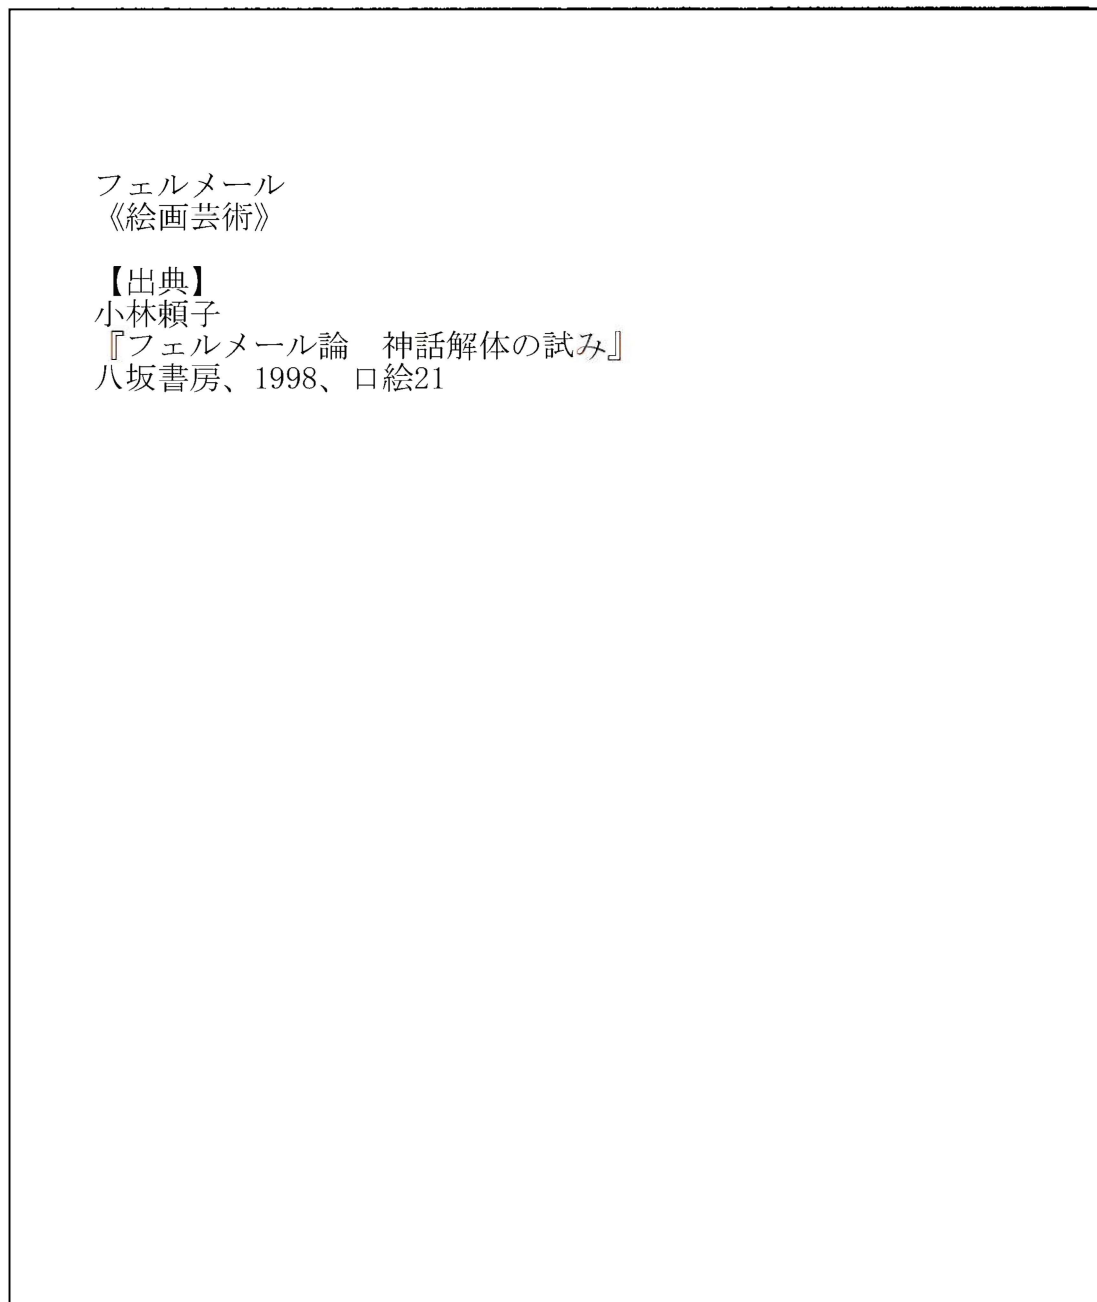 フェルメール
《絵画芸術》
【出典】
小林頼子
『フェルメール論　神話解体の試み』
八坂書房、1998、口絵21